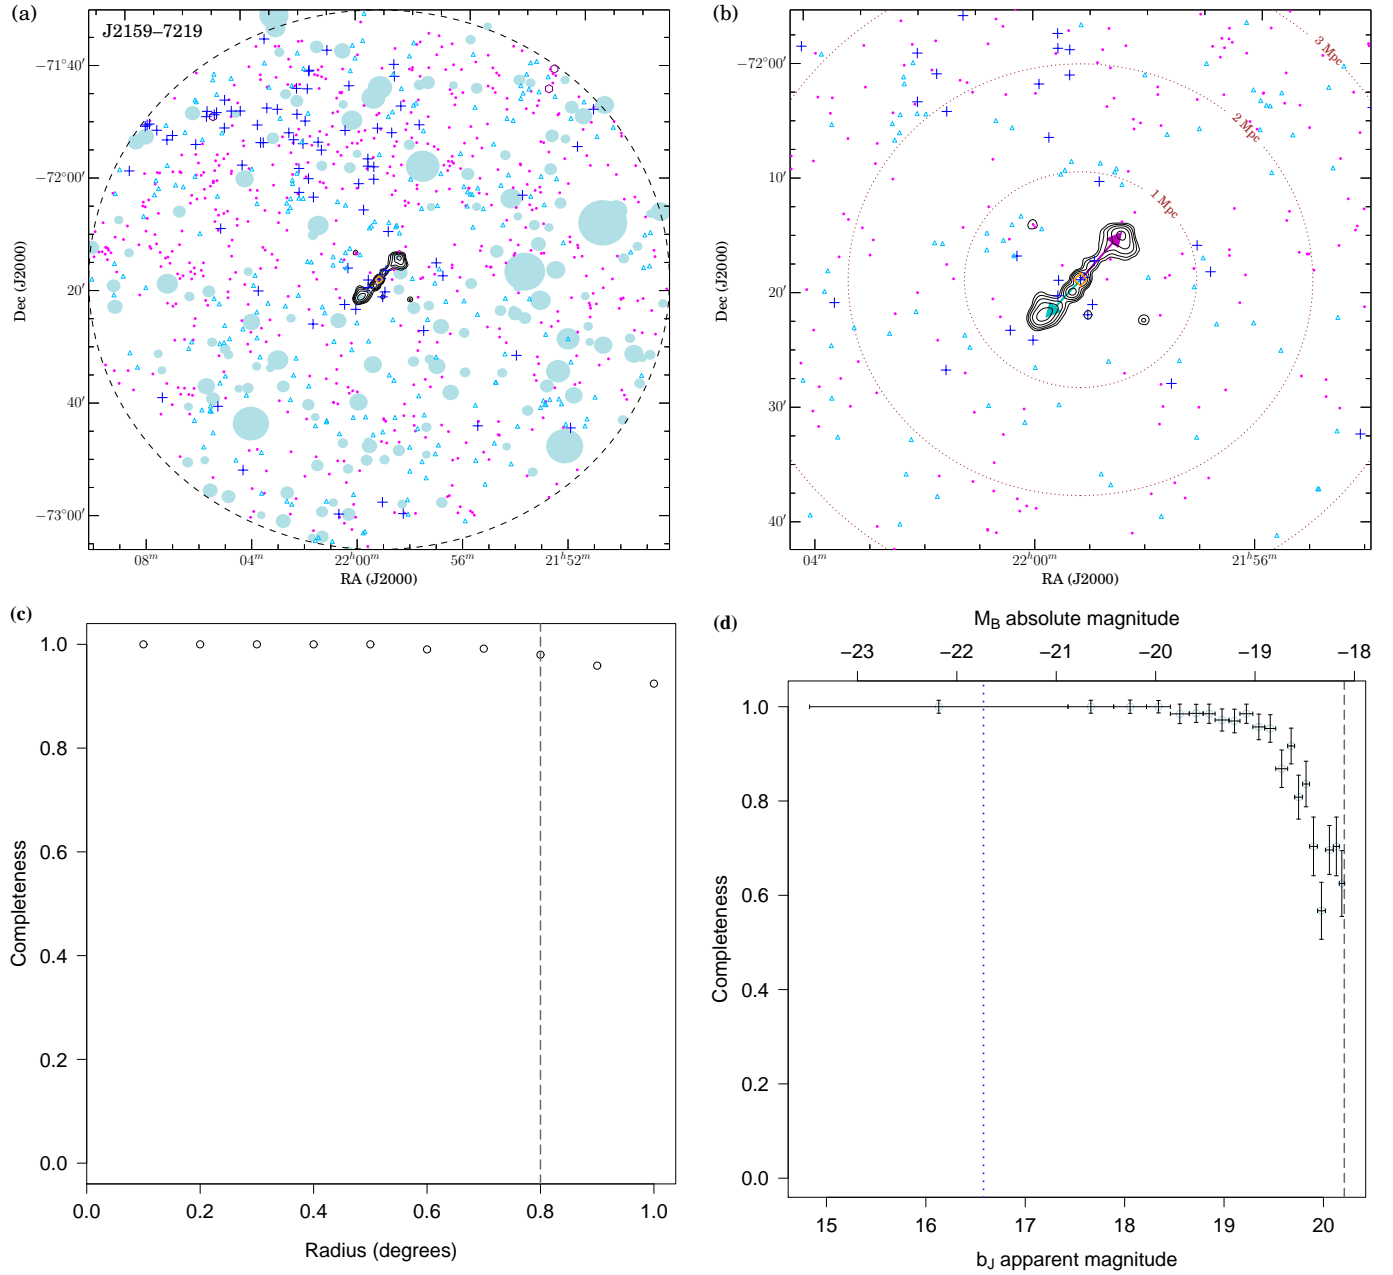 (a)
J2159−7219
−71°40′
−72°00′
20′
40′
−73°00′
Dec (J2000)
08ᵐ
04ᵐ
22ʰ00ᵐ
56ᵐ
21ʰ52ᵐ
RA (J2000)
(b)
3 Mpc
2 Mpc
1 Mpc
−72°00′
10′
20′
30′
40′
Dec (J2000)
04ᵐ
22ʰ00ᵐ
21ʰ56ᵐ
RA (J2000)
(c)
1.0
0.8
0.6
0.4
0.2
0.0
Completeness
0.0
0.2
0.4
0.6
0.8
1.0
Radius (degrees)
(d)
M_B absolute magnitude
−23
−22
−21
−20
−19
−18
1.0
0.8
0.6
0.4
0.2
0.0
Completeness
15
16
17
18
19
20
b_J apparent magnitude